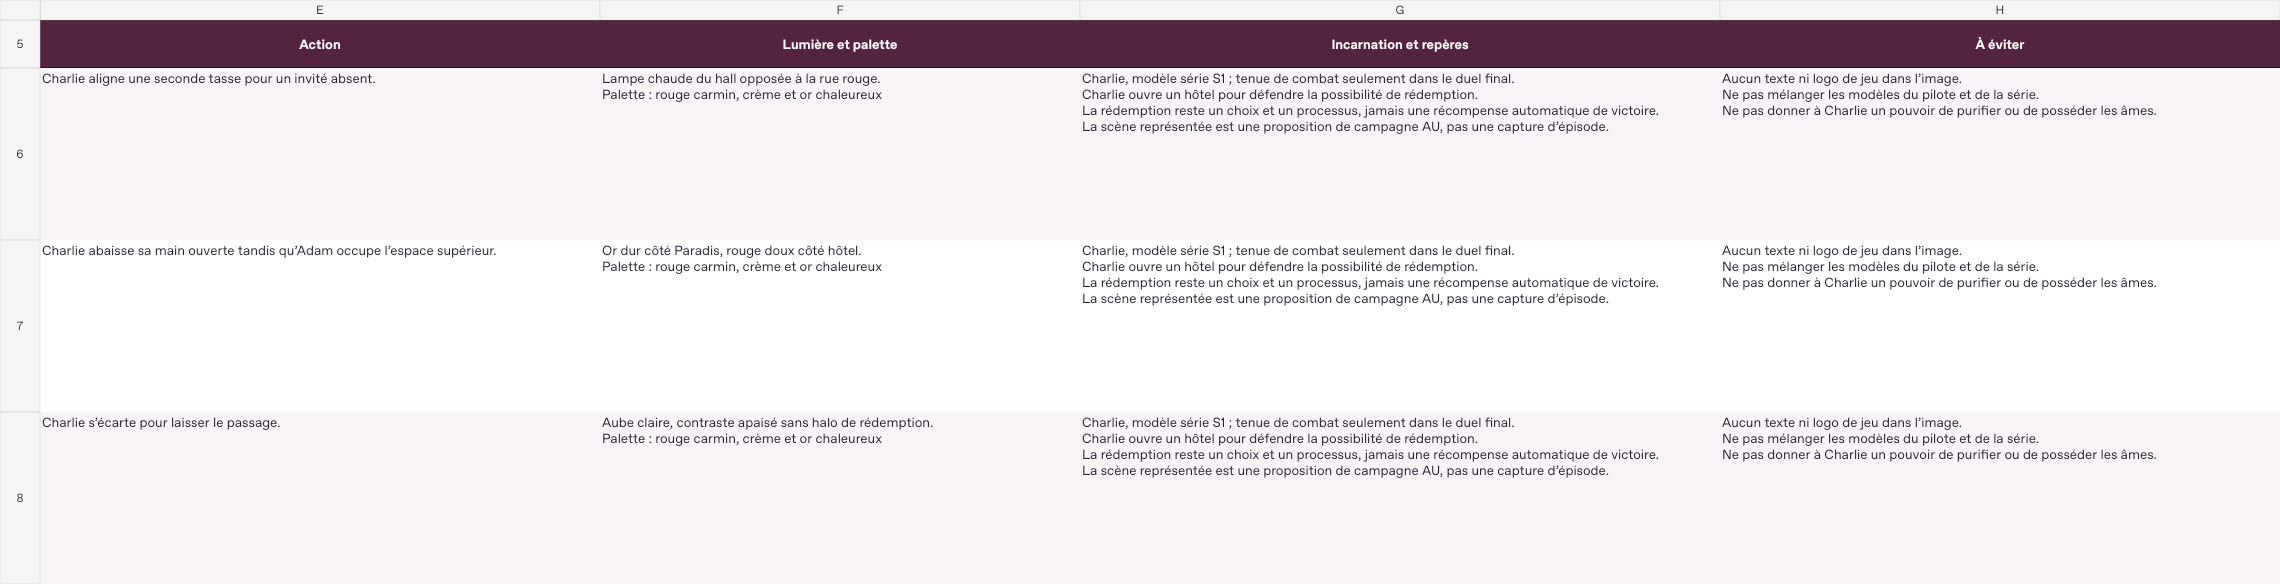 E
F
G
H
5
Action
Lumière et palette
Incarnation et repères
À éviter
6
Charlie aligne une seconde tasse pour un invité absent.
Lampe chaude du hall opposée à la rue rouge.
Palette : rouge carmin, crème et or chaleureux
Charlie, modèle série S1 ; tenue de combat seulement dans le duel final.
Charlie ouvre un hôtel pour défendre la possibilité de rédemption.
La rédemption reste un choix et un processus, jamais une récompense automatique de victoire.
La scène représentée est une proposition de campagne AU, pas une capture d’épisode.
Aucun texte ni logo de jeu dans l’image.
Ne pas mélanger les modèles du pilote et de la série.
Ne pas donner à Charlie un pouvoir de purifier ou de posséder les âmes.
7
Charlie abaisse sa main ouverte tandis qu’Adam occupe l’espace supérieur.
Or dur côté Paradis, rouge doux côté hôtel.
Palette : rouge carmin, crème et or chaleureux
Charlie, modèle série S1 ; tenue de combat seulement dans le duel final.
Charlie ouvre un hôtel pour défendre la possibilité de rédemption.
La rédemption reste un choix et un processus, jamais une récompense automatique de victoire.
La scène représentée est une proposition de campagne AU, pas une capture d’épisode.
Aucun texte ni logo de jeu dans l’image.
Ne pas mélanger les modèles du pilote et de la série.
Ne pas donner à Charlie un pouvoir de purifier ou de posséder les âmes.
8
Charlie s’écarte pour laisser le passage.
Aube claire, contraste apaisé sans halo de rédemption.
Palette : rouge carmin, crème et or chaleureux
Charlie, modèle série S1 ; tenue de combat seulement dans le duel final.
Charlie ouvre un hôtel pour défendre la possibilité de rédemption.
La rédemption reste un choix et un processus, jamais une récompense automatique de victoire.
La scène représentée est une proposition de campagne AU, pas une capture d’épisode.
Aucun texte ni logo de jeu dans l’image.
Ne pas mélanger les modèles du pilote et de la série.
Ne pas donner à Charlie un pouvoir de purifier ou de posséder les âmes.